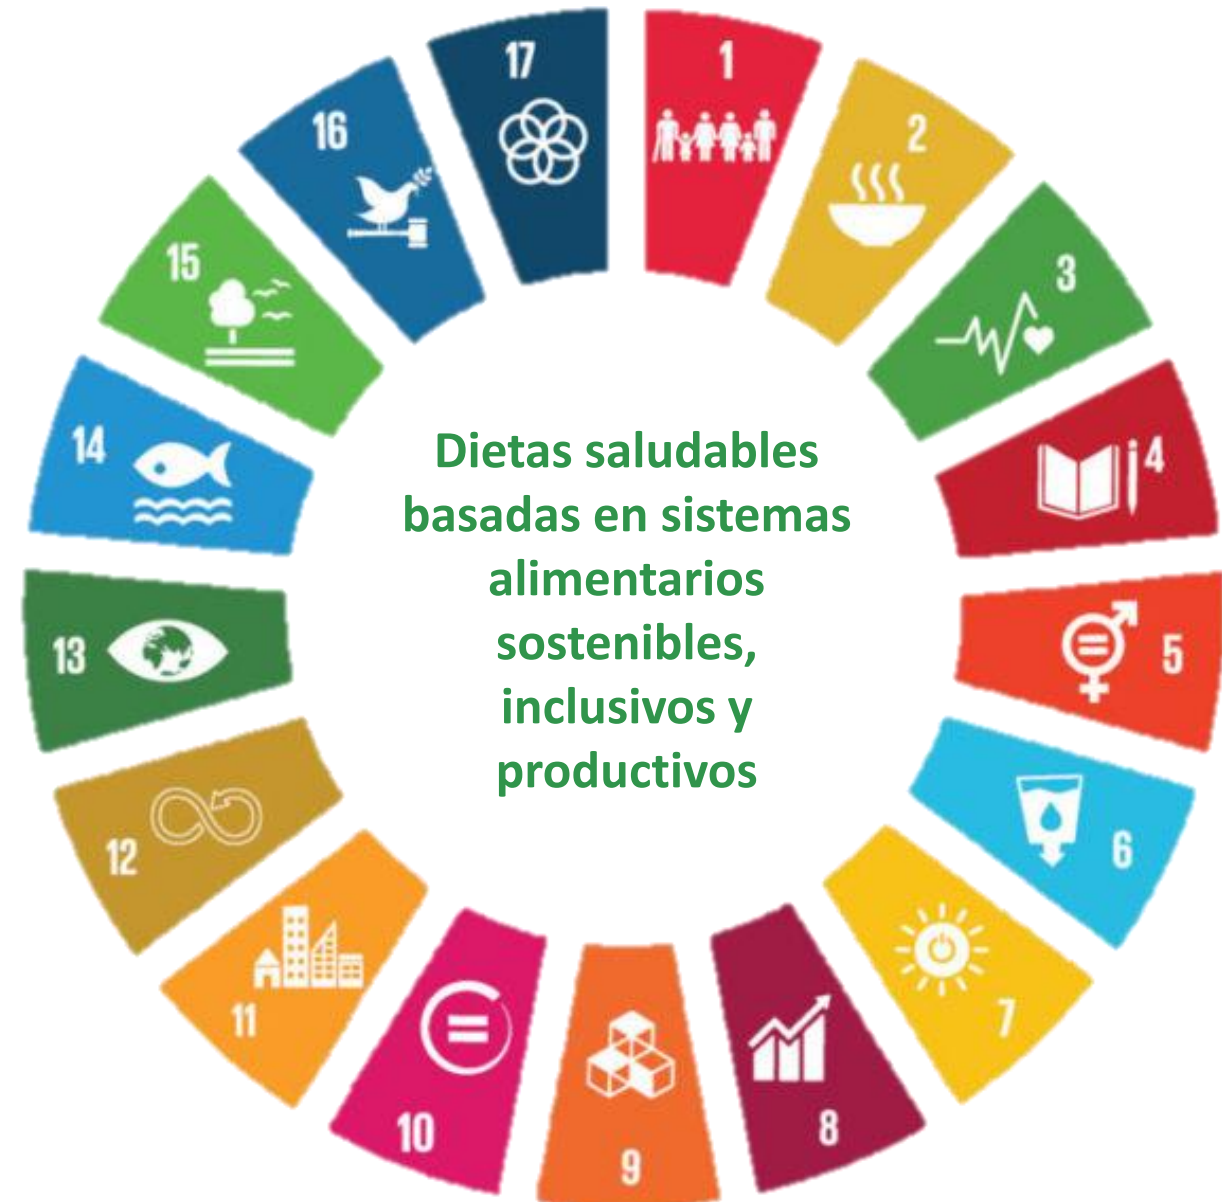 17
1
16
2
15
3
14
4
Dietas saludables
basadas en sistemas
alimentarios
sostenibles,
inclusivos y
productivos
13
5
12
6
11
7
10
8
9